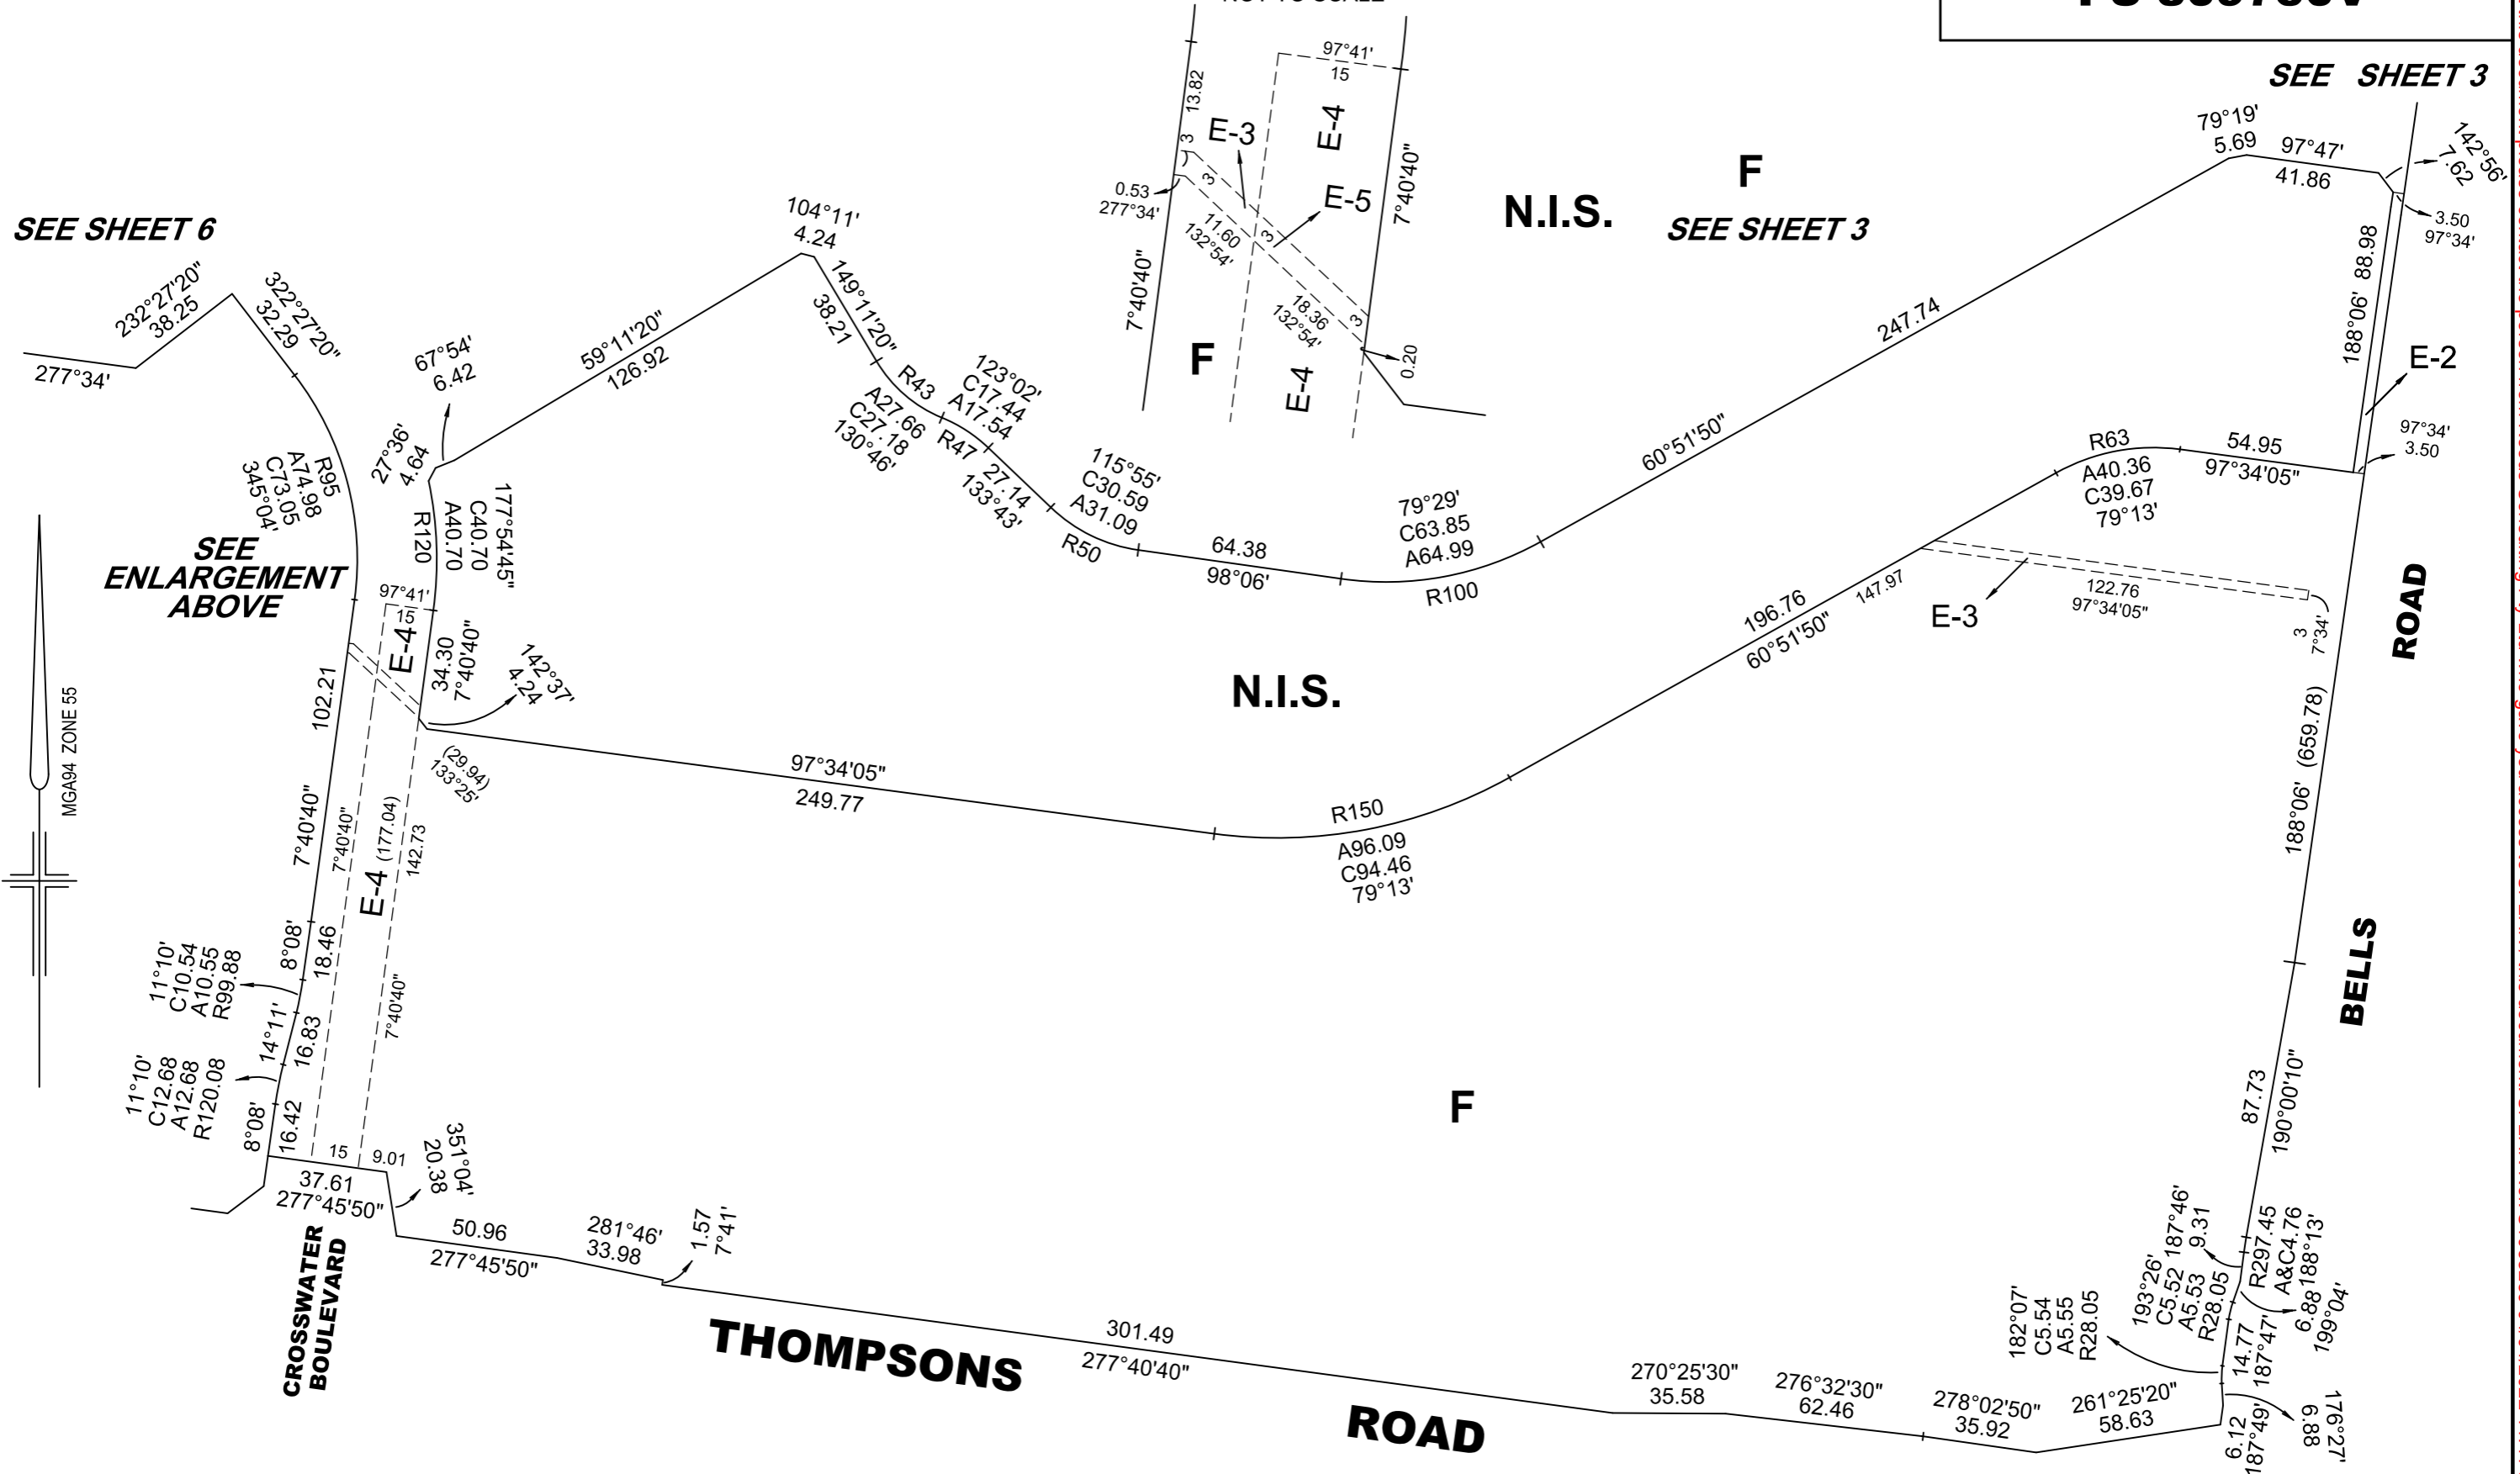 SEE SHEET 3
79°19'
5.69
97°47'
41.86
142°56'
7.62
3.50
97°34'
188°06' 88.98
E-2
97°34'
3.50
97°41'
15
13.82
3
E-3
E-4
3
E-5
0.53
277°34'
11.60
132°54'
3
7°40'40"
7°40'40"
18.36
132°54'
3
0.20
F
E-4
F
N.I.S.
SEE SHEET 3
SEE SHEET 6
232°27'20"
38.25
322°27'20"
32.29
277°34'
104°11'
4.24
149°11'20"
38.21
59°11'20"
126.92
67°54'
6.42
27°36'
4.64
R95
A74.98
C73.05
345°04'
R120
A40.70
C40.70
177°54'45"
R43
A27.66
C27.18
130°46'
123°02'
C17.44
A17.54
R47
27.14
133°43'
115°55'
C30.59
A31.09
R50
64.38
98°06'
79°29'
C63.85
A64.99
R100
60°51'50"
247.74
R63
A40.36
C39.67
79°13'
54.95
97°34'05"
SEE
ENLARGEMENT
ABOVE
97°41'
15
E-4
34.30
7°40'40"
142°37'
4.24
(29.94)
133°25'
102.21
7°40'40"
MGA94 ZONE 55
97°34'05"
249.77
N.I.S.
R150
A96.09
C94.46
79°13'
196.76
60°51'50"
147.97
E-3
122.76
97°34'05"
3
7°34'
188°06' (659.78)
BELLS ROAD
7°40'40"
E-4 (177.04)
142.73
7°40'40"
8°08'
18.46
11°10'
C10.54
A10.55
R99.88
14°11'
16.83
11°10'
C12.68
A12.68
R120.08
8°08'
16.42
15
9.01
37.61
277°45'50"
351°04'
20.38
CROSSWATER
BOULEVARD
50.96
277°45'50"
281°46'
33.98
1.57
7°41'
F
THOMPSONS ROAD
301.49
277°40'40"
270°25'30"
35.58
276°32'30"
62.46
278°02'50"
35.92
261°25'20"
58.63
87.73
190°00'10"
187°46'
9.31
R297.45
A&C4.76
188°13'
193°26'
C5.52
A5.53
R28.05
6.88
199°04'
14.77
187°47'
182°07'
C5.54
A5.55
R28.05
6.12
187°49'
176°27'
6.88